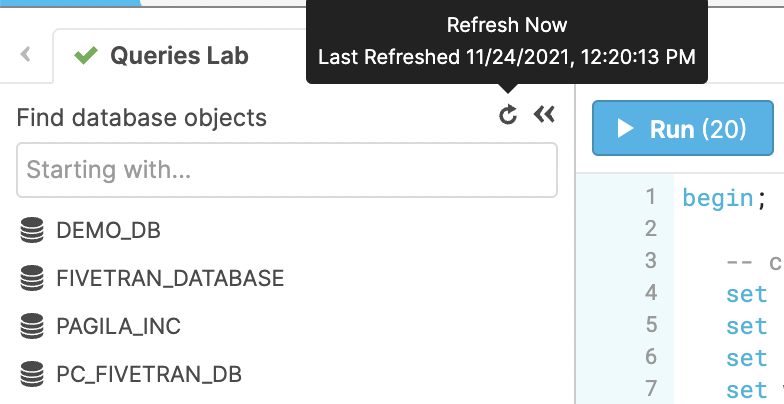 Refresh Now
Last Refreshed 11/24/2021, 12:20:13 PM
Queries Lab
Find database objects
Starting with...
DEMO_DB
FIVETRAN_DATABASE
PAGILA_INC
PC_FIVETRAN_DB
Run (20)
1 begin;
2
3 -- c
4 set
5 set
6 set
7 set